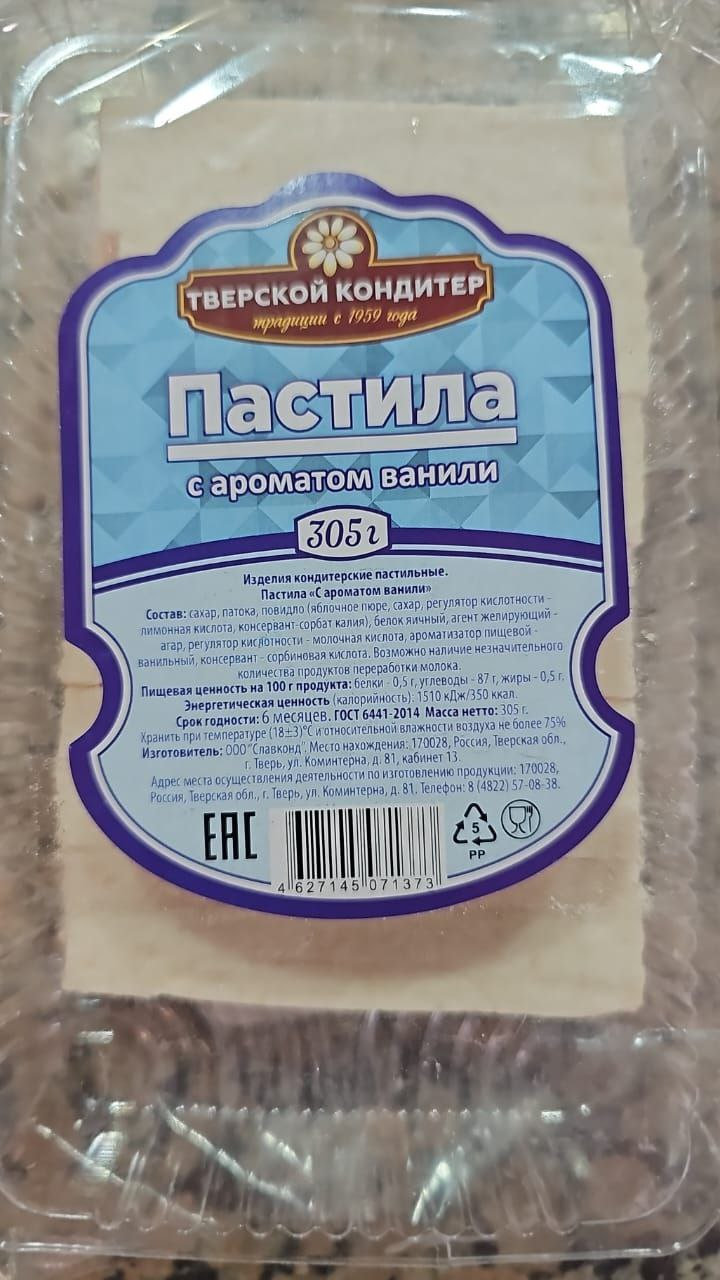 ТВЕРСКОЙ КОНДИТЕР
традиции с 1959 года
Пастила
с ароматом ванили
305 г
Изделия кондитерские пастильные.
Пастила «С ароматом ванили»
Состав: сахар, патока, повидло (яблочное пюре, сахар, регулятор кислотности -
лимонная кислота, консервант-сорбат калия), белок яичный, агент желирующий -
агар, регулятор кислотности - молочная кислота, ароматизатор пищевой -
ванильный, консервант - сорбиновая кислота. Возможно наличие незначительного
количества продуктов переработки молока.
Пищевая ценность на 100 г продукта: белки - 0,5 г, углеводы - 87 г, жиры - 0,5 г.
Энергетическая ценность (калорийность): 1510 кДж/350 ккал.
Срок годности: 6 месяцев. ГОСТ 6441-2014 Масса нетто: 305 г.
Хранить при температуре (18±3)°С и относительной влажности воздуха не более 75%
Изготовитель: ООО "Славконд". Место нахождения: 170028, Россия, Тверская обл.,
г. Тверь, ул. Коминтерна, д. 81, кабинет 13.
Адрес места осуществления деятельности по изготовлению продукции: 170028,
Россия, Тверская обл., г. Тверь, ул. Коминтерна, д. 81. Телефон: 8 (4822) 57-08-38.
EAC
5
PP
4 627145 071373